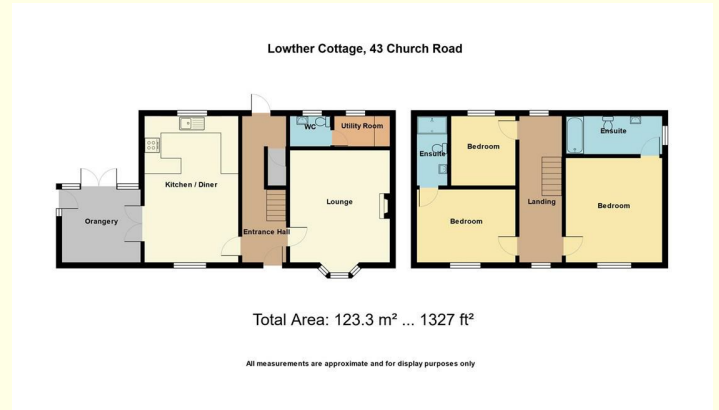 Lowther Cottage, 43 Church Road
WC
Utility Room
Kitchen / Diner
Lounge
Orangery
Entrance Hall
Ensuite
Bedroom
Ensuite
Bedroom
Landing
Bedroom
Total Area: 123.3 m² ... 1327 ft²
All measurements are approximate and for display purposes only